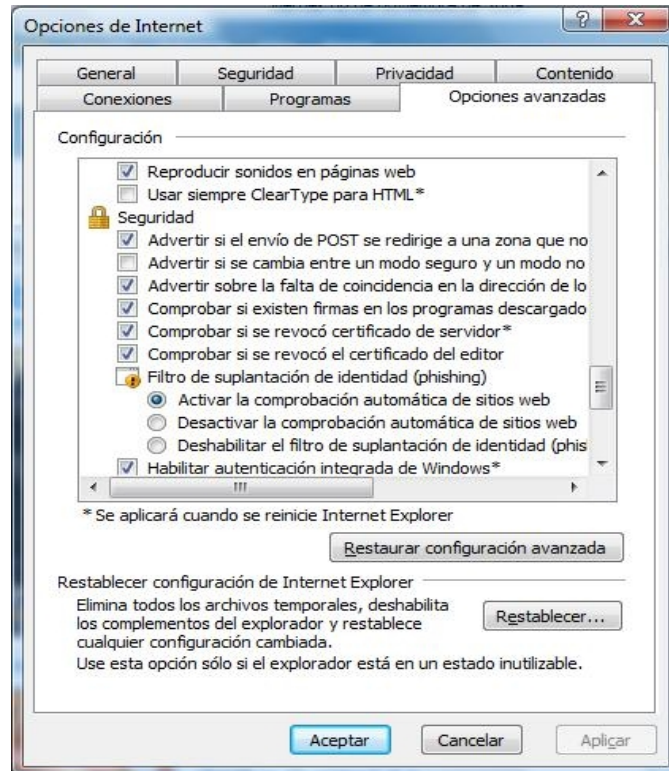 Opciones de Internet
General Seguridad Privacidad Contenido
Conexiones Programas Opciones avanzadas
Configuración
Reproducir sonidos en páginas web
Usar siempre ClearType para HTML*
Seguridad
Advertir si el envío de POST se redirige a una zona que no
Advertir si se cambia entre un modo seguro y un modo no
Advertir sobre la falta de coincidencia en la dirección de lo
Comprobar si existen firmas en los programas descargado
Comprobar si se revocó certificado de servidor*
Comprobar si se revocó el certificado del editor
Filtro de suplantación de identidad (phishing)
Activar la comprobación automática de sitios web
Desactivar la comprobación automática de sitios web
Deshabilitar el filtro de suplantación de identidad (phis
Habilitar autenticación integrada de Windows*
* Se aplicará cuando se reinicie Internet Explorer
Restaurar configuración avanzada
Restablecer configuración de Internet Explorer
Elimina todos los archivos temporales, deshabilita
los complementos del explorador y restablece
cualquier configuración cambiada.
Restablecer...
Use esta opción sólo si el explorador está en un estado inutilizable.
Aceptar Cancelar Aplicar